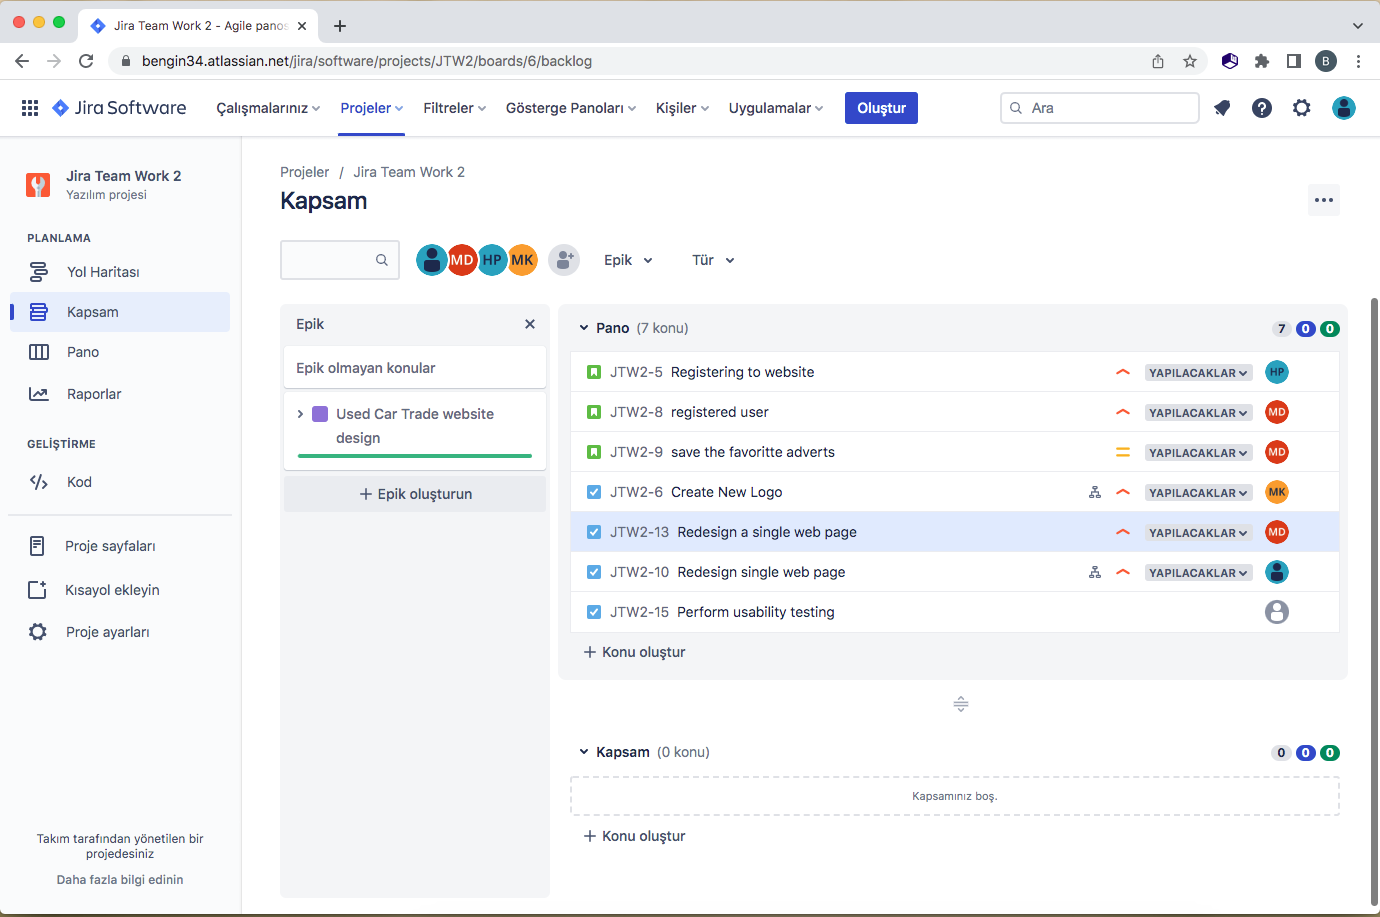 Jira Team Work 2 - Agile panos
bengin34.atlassian.net/jira/software/projects/JTW2/boards/6/backlog
B
Jira Software
Çalışmalarınız
Projeler
Filtreler
Gösterge Panoları
Kişiler
Uygulamalar
Oluştur
Ara
Jira Team Work 2
Yazılım projesi
PLANLAMA
Yol Haritası
Kapsam
Pano
Raporlar
GELİŞTİRME
Kod
Proje sayfaları
Kısayol ekleyin
Proje ayarları
Takım tarafından yönetilen bir
projedesiniz
Daha fazla bilgi edinin
Projeler / Jira Team Work 2
Kapsam
MD HP MK
Epik
Tür
Epik
Epik olmayan konular
Used Car Trade website
design
Epik oluşturun
Pano (7 konu) 7 0 0
JTW2-5 Registering to website YAPILACAKLAR HP
JTW2-8 registered user YAPILACAKLAR MD
JTW2-9 save the favoritte adverts YAPILACAKLAR MD
JTW2-6 Create New Logo YAPILACAKLAR MK
JTW2-13 Redesign a single web page YAPILACAKLAR MD
JTW2-10 Redesign single web page YAPILACAKLAR
JTW2-15 Perform usability testing
Konu oluştur
Kapsam (0 konu) 0 0 0
Kapsamınız boş.
Konu oluştur